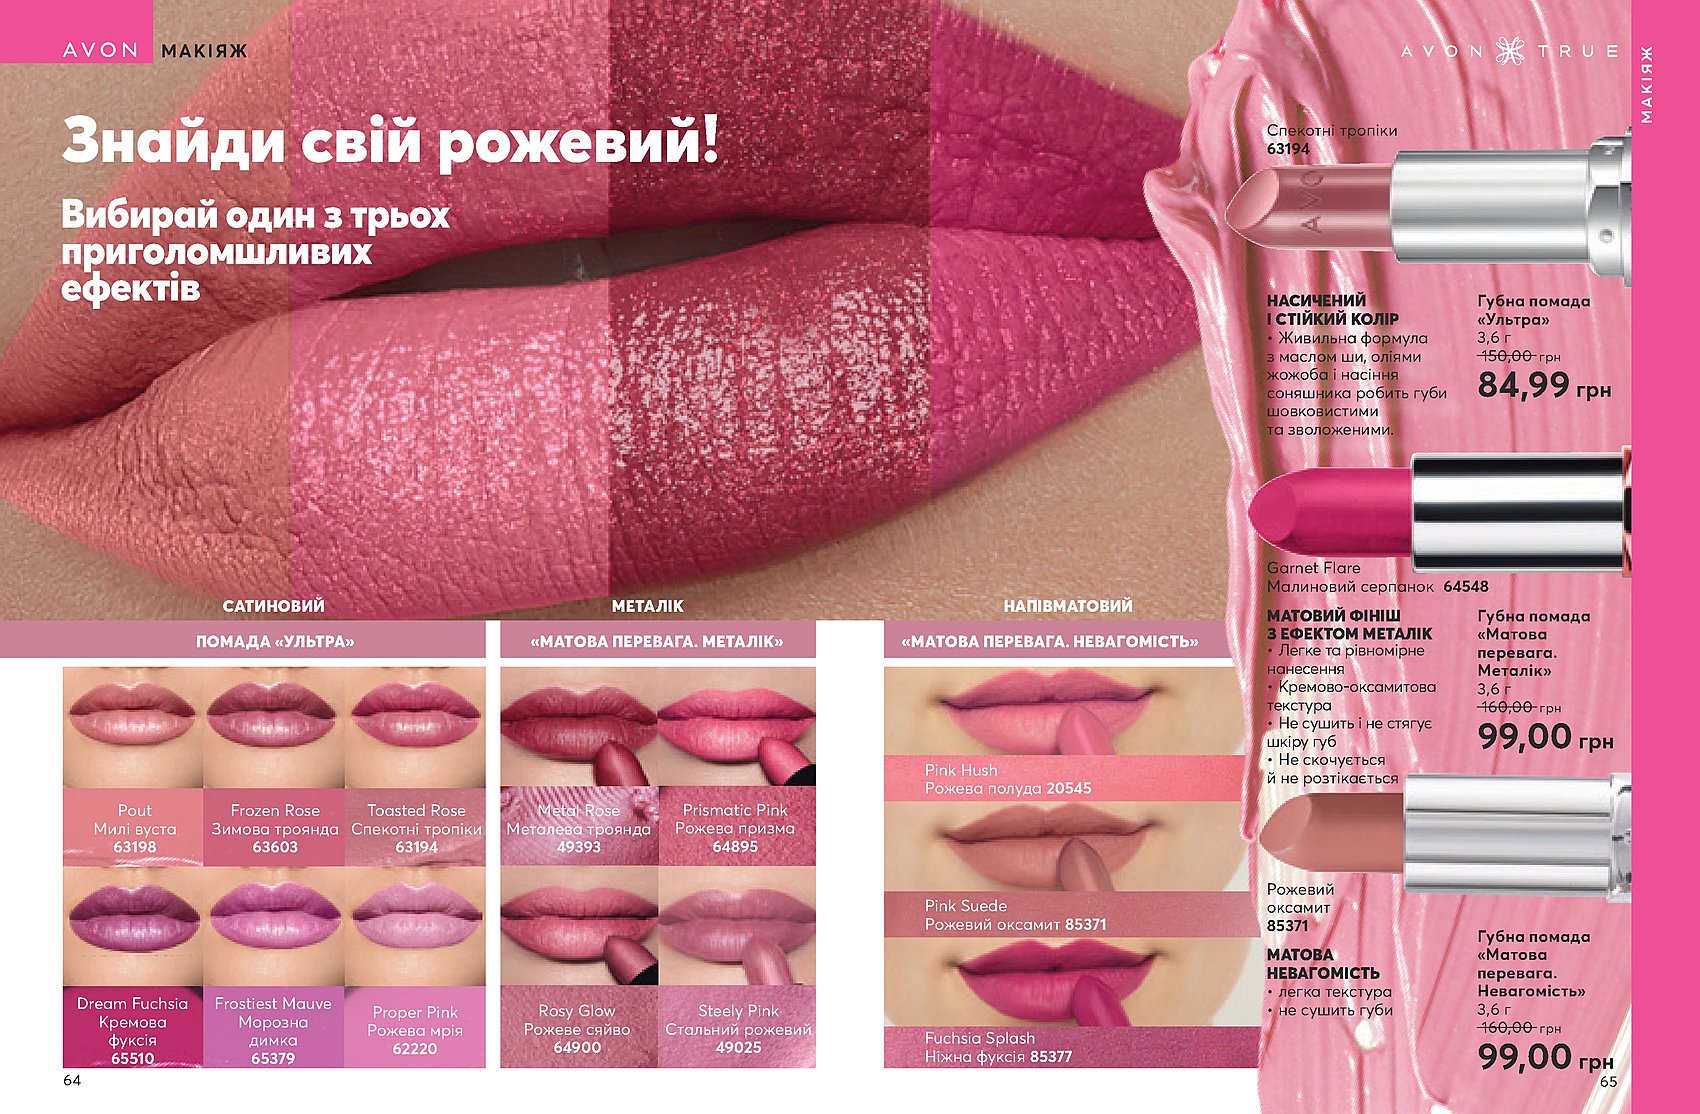 AVON МАКІЯЖ
Знайди свій рожевий!
Вибирай один з трьох
приголомшливих
ефектів
САТИНОВИЙ
МЕТАЛІК
НАПІВМАТОВИЙ
ПОМАДА «УЛЬТРА»
«МАТОВА ПЕРЕВАГА. МЕТАЛІК»
«МАТОВА ПЕРЕВАГА. НЕВАГОМІСТЬ»
Pout
Милі вуста
63198
Frozen Rose
Зимова троянда
63603
Toasted Rose
Спекотні тропіки
63194
Dream Fuchsia
Кремова
фуксія
65510
Frostiest Mauve
Морозна
димка
65379
Proper Pink
Рожева мрія
62220
Metal Rose
Металева троянда
49393
Prismatic Pink
Рожева призма
64895
Rosy Glow
Рожеве сяйво
64900
Steely Pink
Стальний рожевий
49025
Pink Hush
Рожева полуда 20545
Pink Suede
Рожевий оксамит 85371
Fuchsia Splash
Ніжна фуксія 85377
64
AVON TRUE
МАКІЯЖ
Спекотні тропіки
63194
AVO
НАСИЧЕНИЙ
І СТІЙКИЙ КОЛІР
• Живильна формула
з маслом ши, оліями
жожоба і насіння
соняшника робить губи
шовковистими
та зволоженими.
Губна помада
«Ультра»
3,6 г
150,00 грн
84,99 грн
Garnet Flare
Малиновий серпанок 64548
МАТОВИЙ ФІНІШ
З ЕФЕКТОМ МЕТАЛІК
• Легке та рівномірне
нанесення
• Кремово-оксамитова
текстура
• Не сушить і не стягує
шкіру губ
• Не скочується
й не розтікається
Губна помада
«Матова
перевага.
Металік»
3,6 г
160,00 грн
99,00 грн
Рожевий
оксамит
85371
МАТОВА
НЕВАГОМІСТЬ
• легка текстура
• не сушить губи
Губна помада
«Матова
перевага.
Невагомість»
3,6 г
160,00 грн
99,00 грн
65